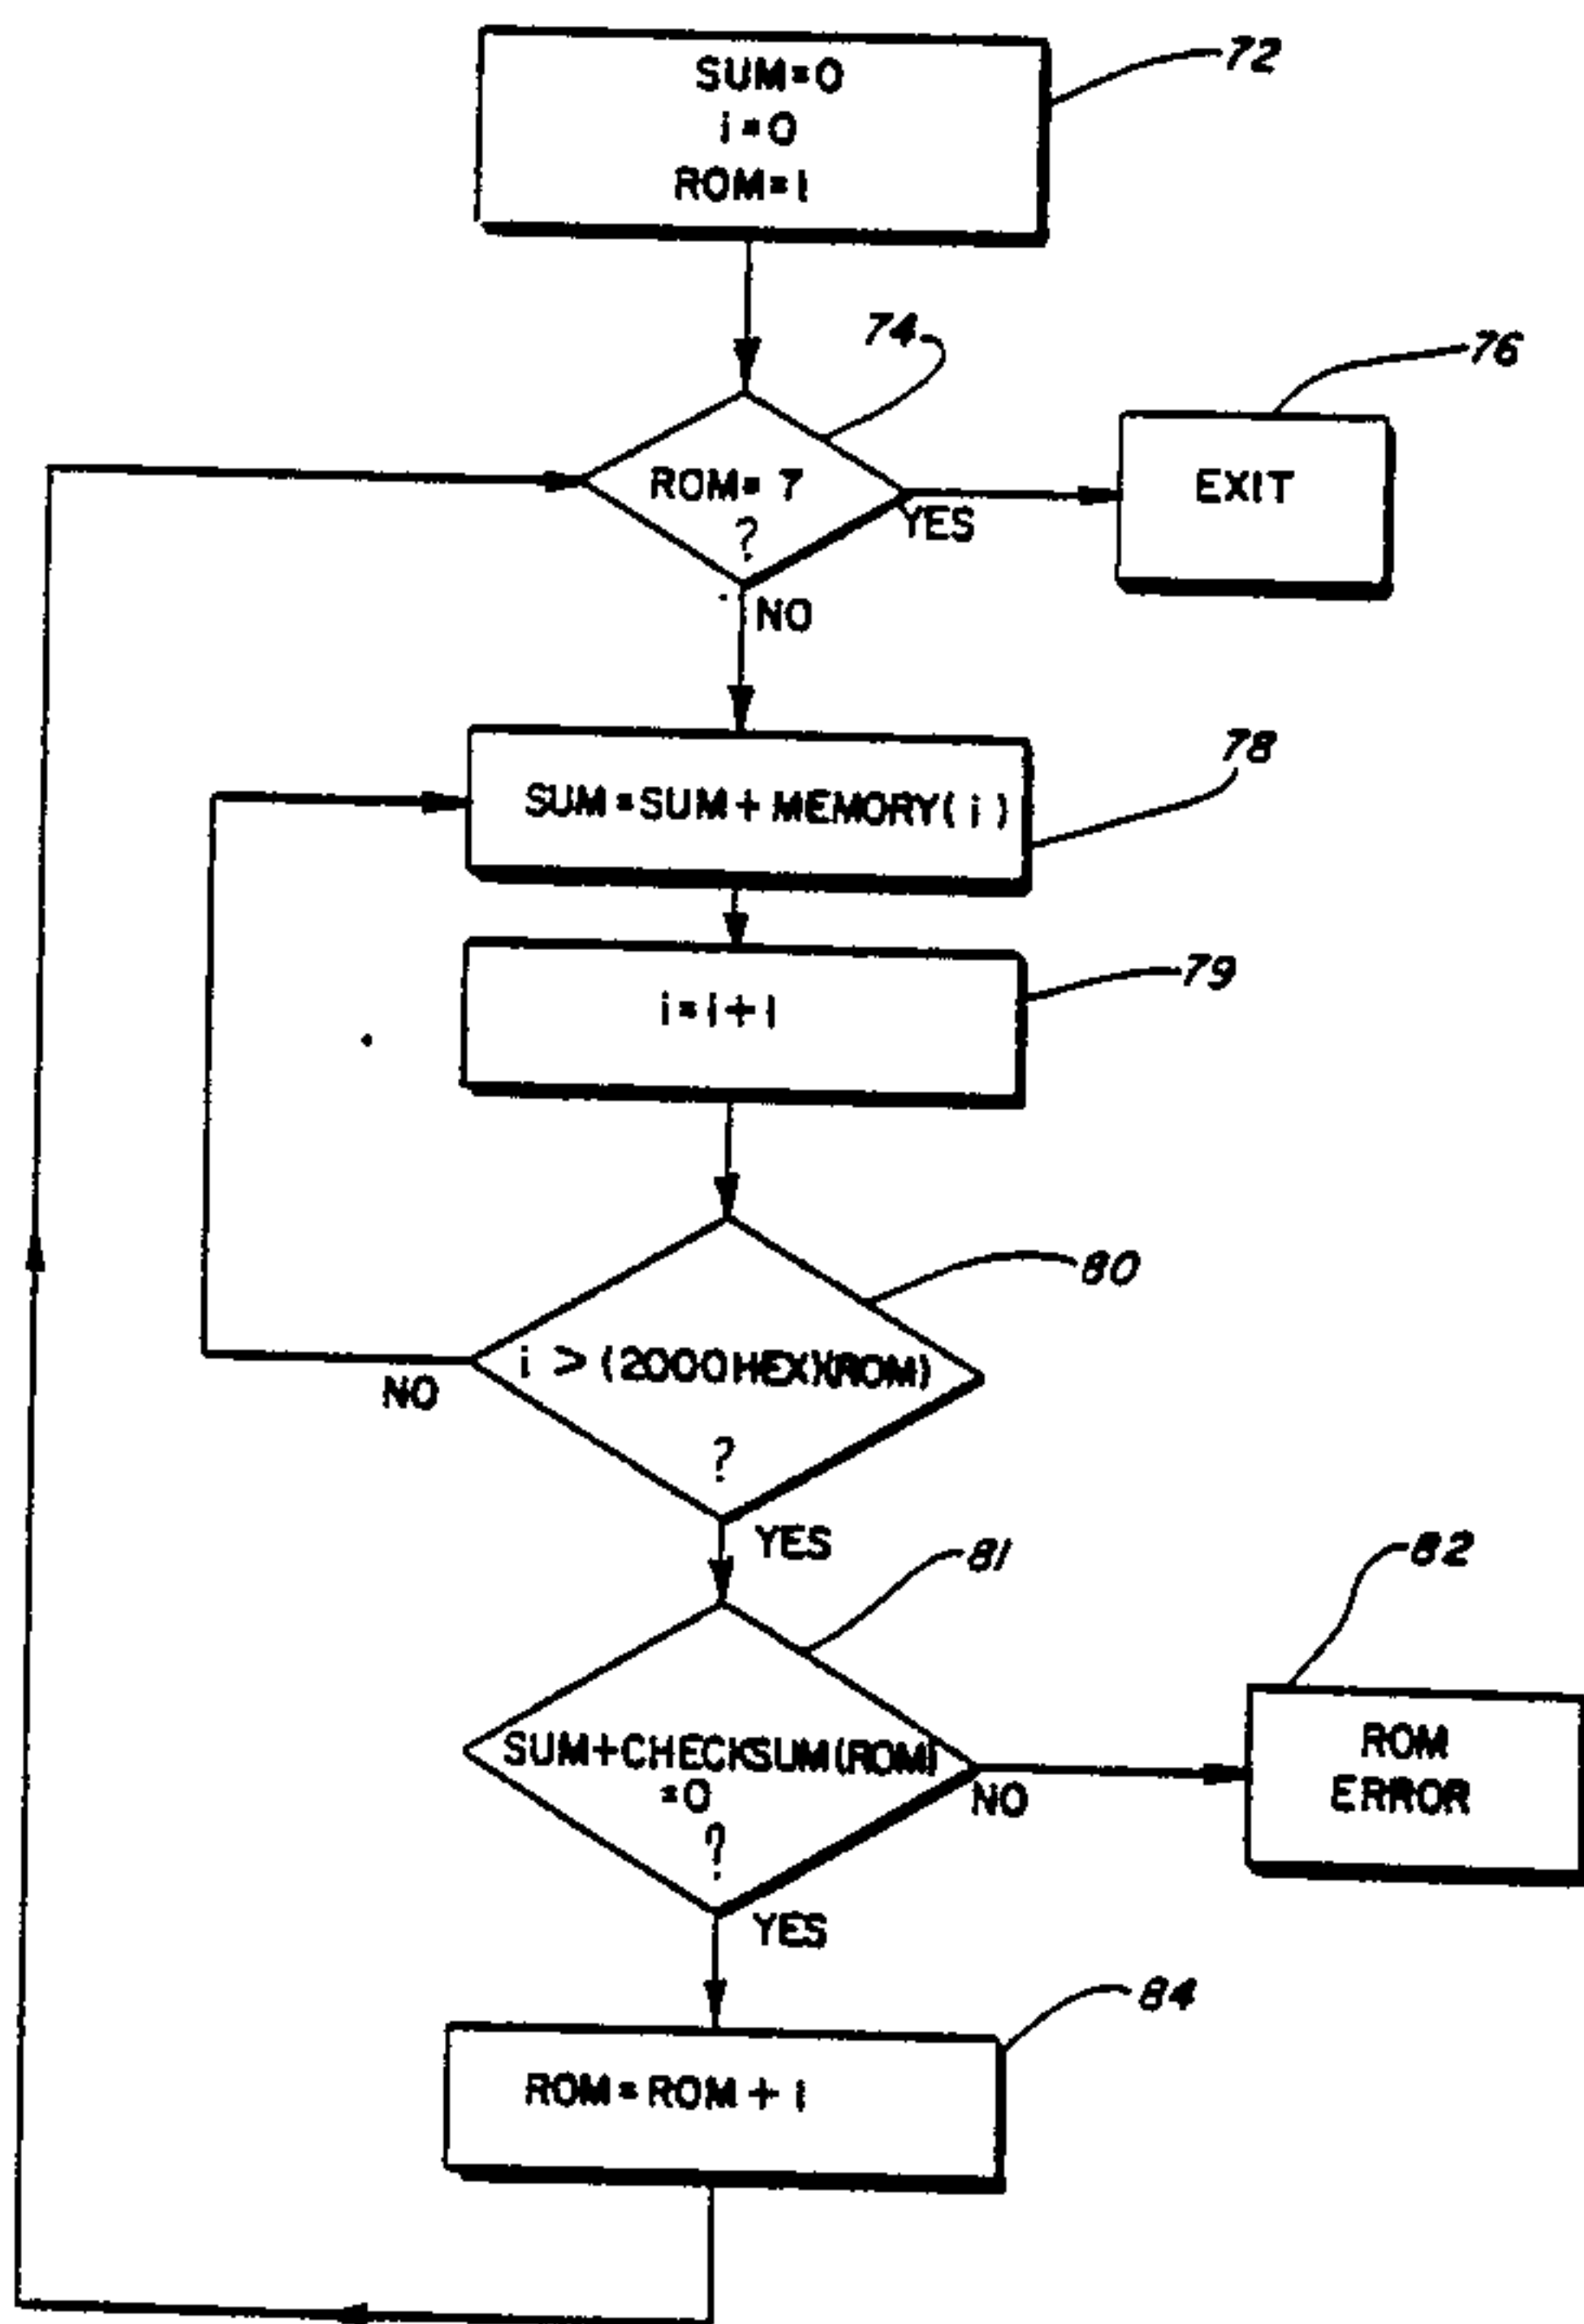 SUM=0
i=0
ROM=1
72
74
76
ROM= 7
?
YES
EXIT
NO
78
SUM=SUM+MEMORY(i)
79
i=i+1
80
i >(2000HEX)(ROM)
?
NO
YES
81
82
SUM+CHECKSUM(ROM)
=0
?
NO
ROM
ERROR
YES
84
ROM=ROM+1